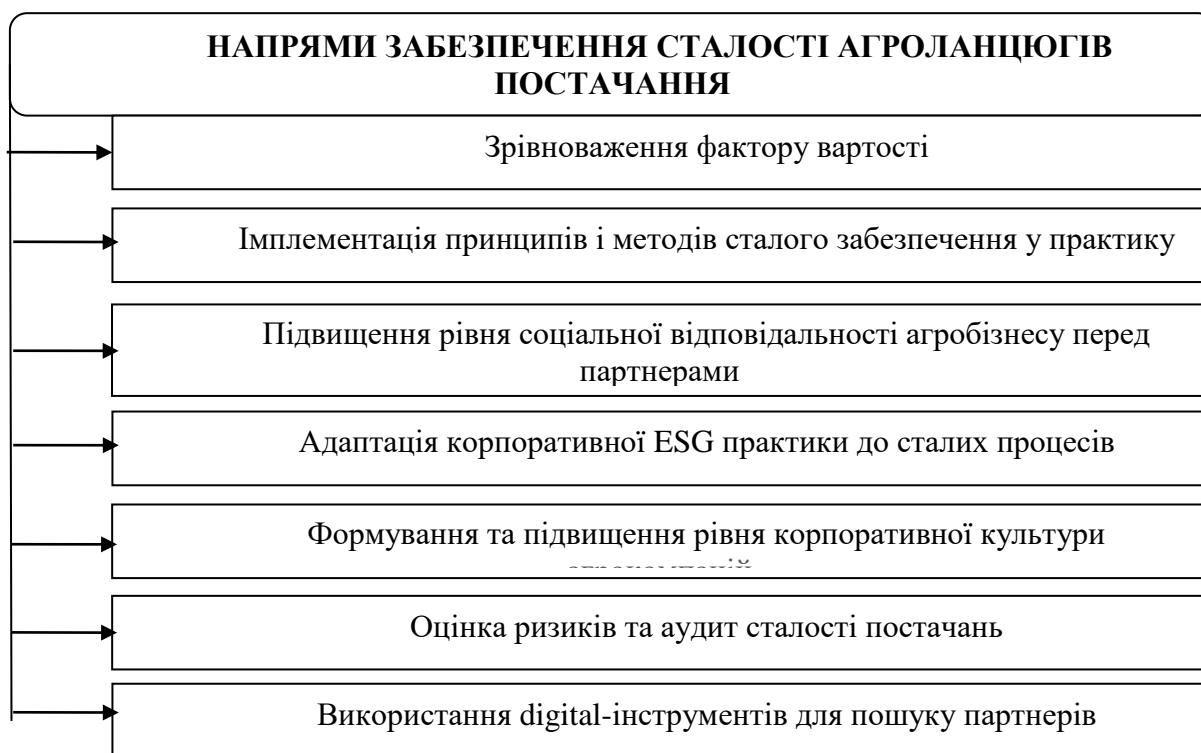 НАПРЯМИ ЗАБЕЗПЕЧЕННЯ СТАЛОСТІ АГРОЛАНЦЮГІВ
ПОСТАЧАННЯ
Зрівноваження фактору вартості
Імплементація принципів і методів сталого забезпечення у практику
Підвищення рівня соціальної відповідальності агробізнесу перед
партнерами
Адаптація корпоративної ESG практики до сталих процесів
Формування та підвищення рівня корпоративної культури
Оцінка ризиків та аудит сталості постачань
Використання digital-інструментів для пошуку партнерів